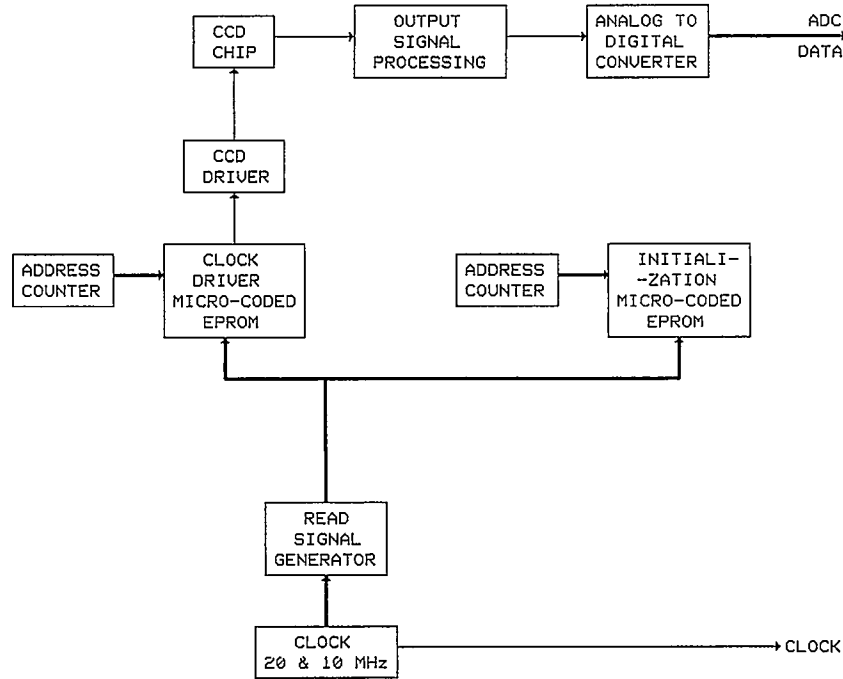 CCD
CHIP
OUTPUT
SIGNAL
PROCESSING
ANALOG TO
DIGITAL
CONVERTER
ADC
DATA
CCD
DRIVER
ADDRESS
COUNTER
CLOCK
DRIVER
MICRO-CODED
EPROM
ADDRESS
COUNTER
INITIALI-
-ZATION
MICRO-CODED
EPROM
READ
SIGNAL
GENERATOR
CLOCK
20 & 10 MHz
CLOCK